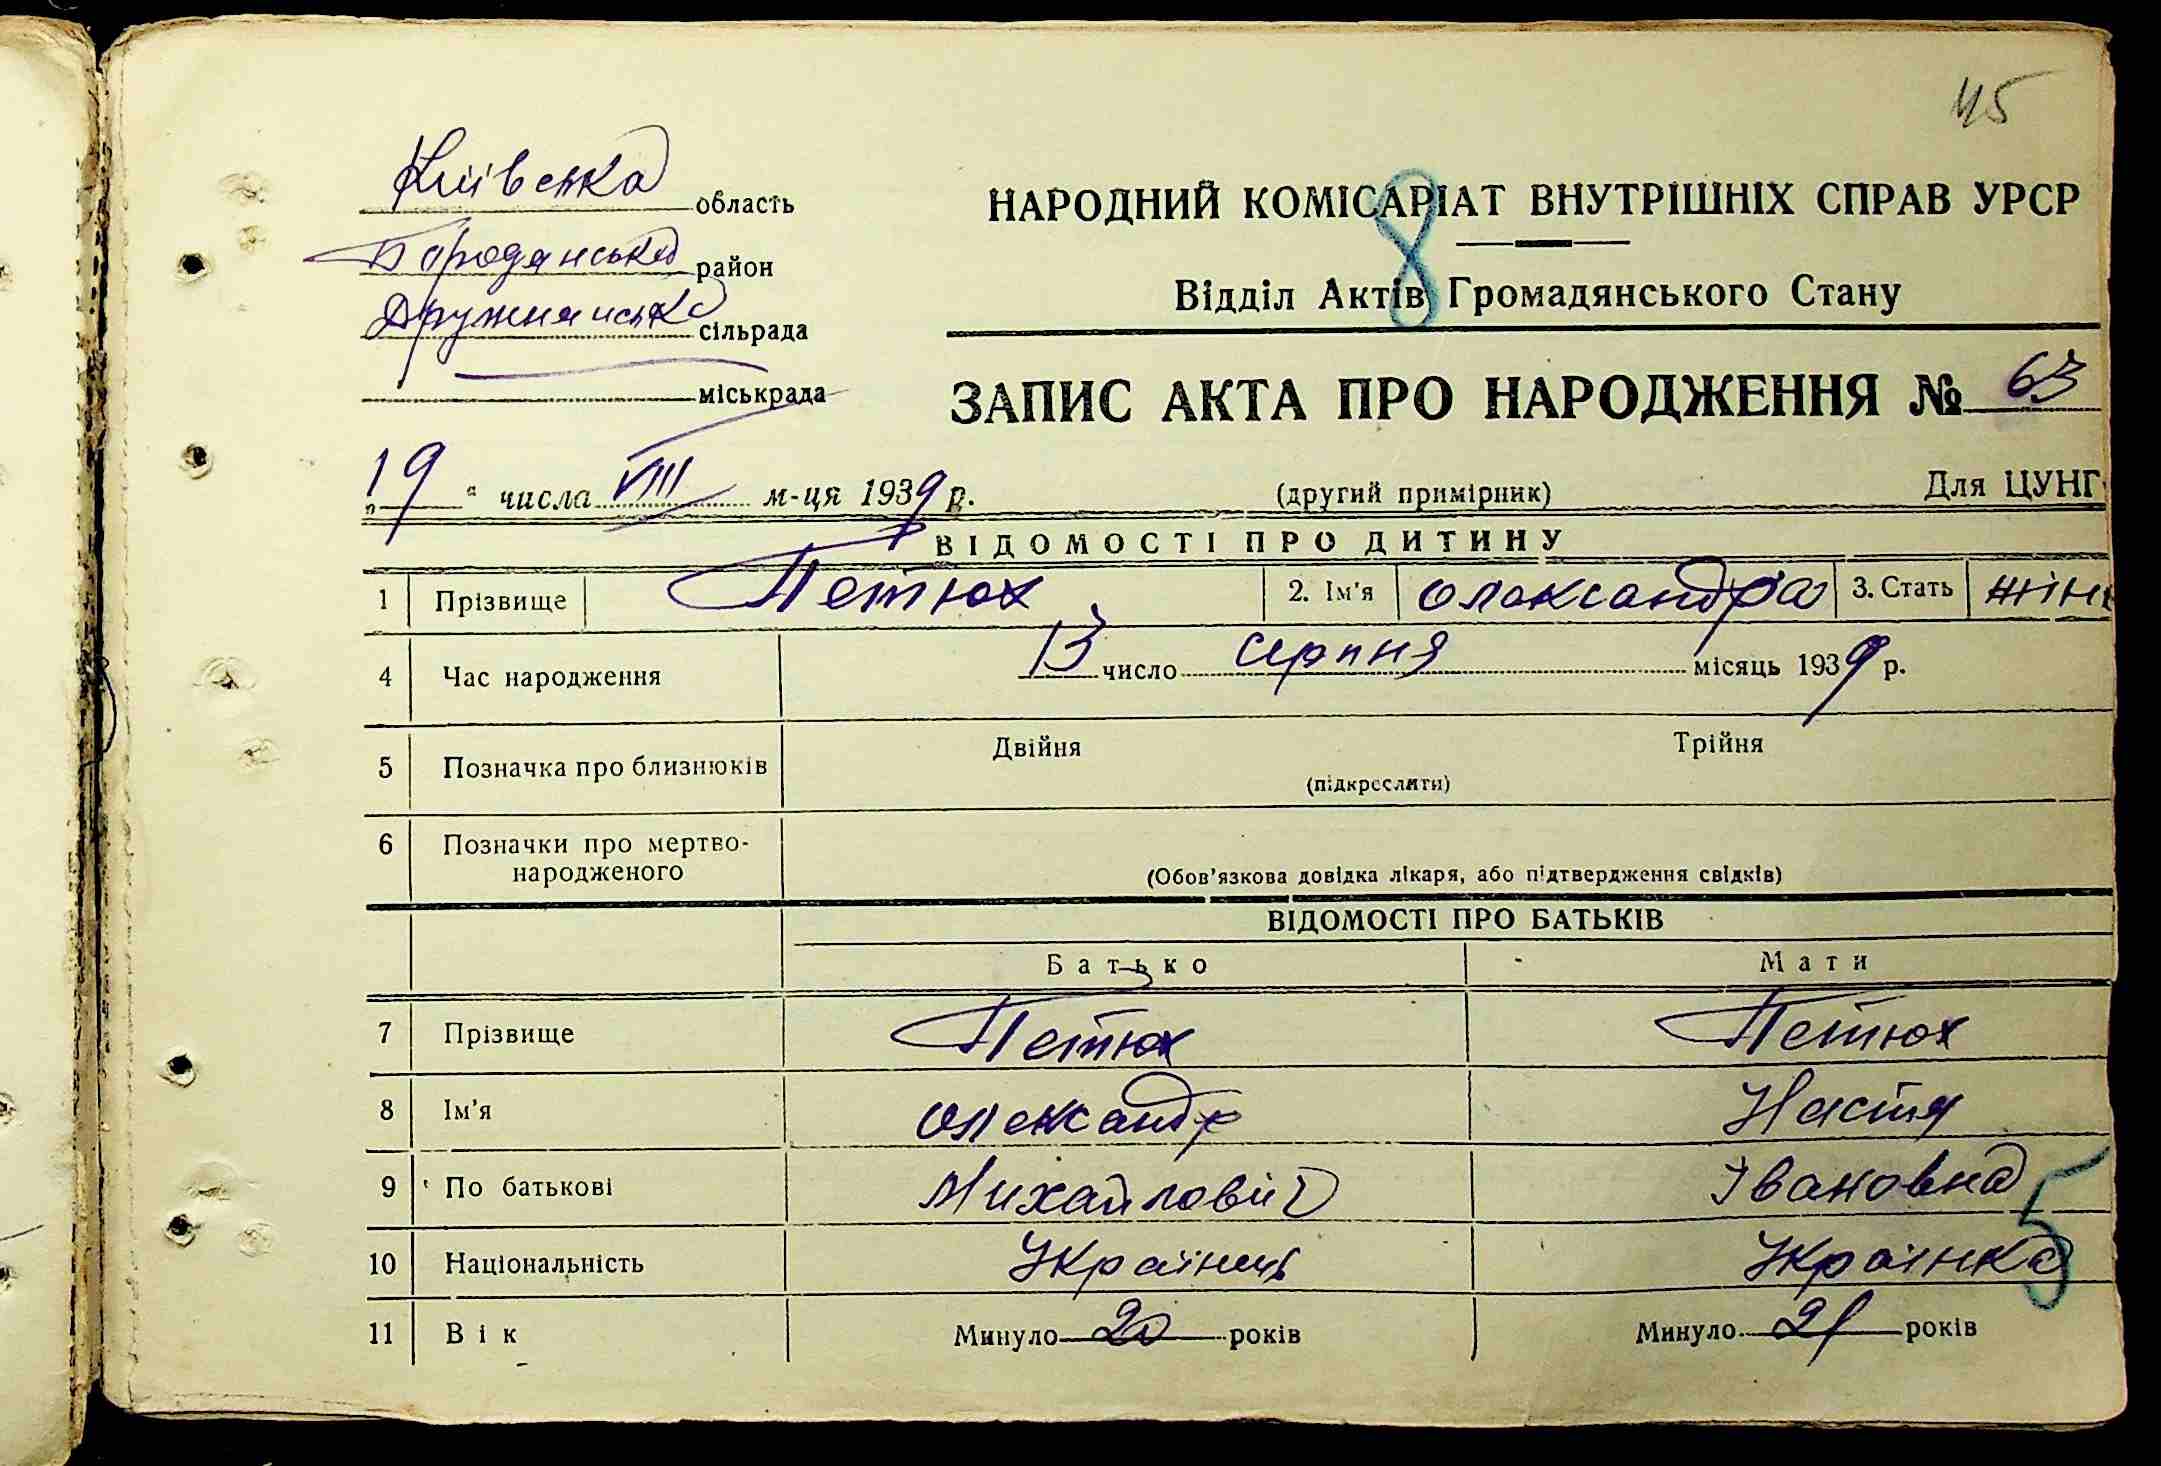 45
Київська область
Бородянська район
Дружнянська сільрада
міськрада
НАРОДНИЙ КОМІСАРІАТ ВНУТРІШНІХ СПРАВ УРСР
8
Відділ Актів Громадянського Стану
ЗАПИС АКТА ПРО НАРОДЖЕННЯ № 63
„19" числа VIII м-ця 1939 р. (другий примірник) Для ЦУНГ
ВІДОМОСТІ ПРО ДИТИНУ
1 Прізвище Петюх 2. Ім'я Олександра 3. Стать жін
4 Час народження 13 число серпня місяць 1939 р.
5 Позначка про близнюків Двійня Трійня
(підкреслити)
6 Позначки про мертво-
народженого (Обов'язкова довідка лікаря, або підтвердження свідків)
ВІДОМОСТІ ПРО БАТЬКІВ
Батько Мати
7 Прізвище Петюх Петюх
8 Ім'я Олександр Настя
9 По батькові Михайлович Івановна
5
10 Національність Українець Українка
11 Вік Минуло 20 років Минуло 21 років